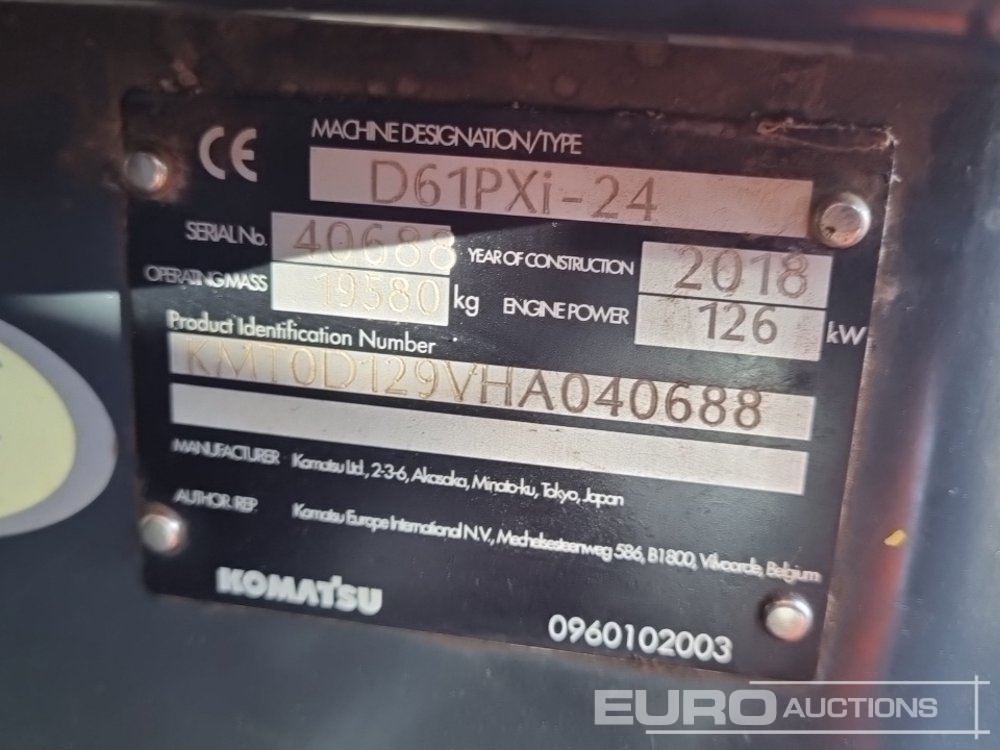 CE
MACHINE DESIGNATION/TYPE
D61PXi-24
SERIAL No. 40688 YEAR OF CONSTRUCTION 2018
OPERATING MASS 19580 kg ENGINE POWER 126 kW
Product Identification Number
KMT0D129VHA040688
MANUFACTURER Komatsu Ltd., 2-3-6, Akasaka, Minato-ku, Tokyo, Japan
AUTHOR. REP. Komatsu Europe International N.V., Mechelsesteenweg 586, B1800, Vilvoorde, Belgium
KOMATSU
0960102003
EURO AUCTIONS